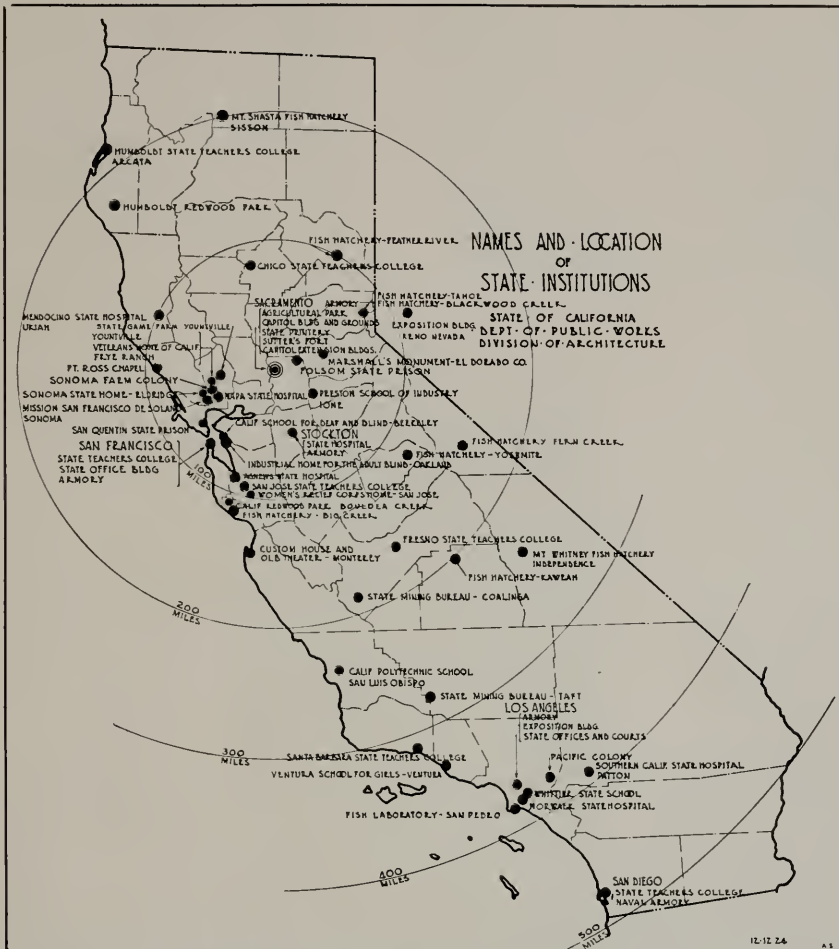 MT. SHASTA FISH HATCHERY
SISSON
HUMBOLDT STATE TEACHERS COLLEGE
ARCATA
HUMBOLDT REDWOOD PARK
NAMES AND · LOCATION
OF
STATE · INSTITUTIONS
STATE OF CALIFORNIA
DEPT · OF · PUBLIC · WORKS
DIVISION · OF · ARCHITECTURE
FISH HATCHERY-FEATHER RIVER
CHICO STATE TEACHERS COLLEGE
FISH HATCHERY-TAHOE
FISH HATCHERY-BLACKWOOD CREEK
EXPOSITION BLDG.
RENO NEVADA
SACRAMENTO ARMORY
AGRICULTURAL PARK
CAPITOL BLDG AND GROUNDS
STATE PRINTERY
SUTTER'S FORT
CAPITOL EXTENSION BLDGS.
MENDOCINO STATE HOSPITAL
UKIAH
STATE GAME FARM YOUNTVILLE
YOUNTVILLE
VETERANS HOME OF CALIF
FRYE RANCH
FT. ROSS CHAPEL
SONOMA FARM COLONY
SONOMA STATE HOME - ELDRIDGE
MISSION SAN FRANCISCO DE SOLANO
SONOMA
MARSHALL'S MONUMENT-EL DORADO CO.
FOLSOM STATE PRISON
NAPA STATE HOSPITAL
PRESTON SCHOOL OF INDUSTRY
IONE
SAN QUENTIN STATE PRISON
CALIF SCHOOL FOR DEAF AND BLIND-BERKELEY
STOCKTON
STATE HOSPITAL
ARMORY
SAN FRANCISCO
STATE TEACHERS COLLEGE
STATE OFFICE BLDG
ARMORY
INDUSTRIAL HOME FOR THE ADULT BLIND-OAKLAND
FISH HATCHERY FERN CREEK
FISH HATCHERY - YOSEMITE
100
MILES
AGNEWS STATE HOSPITAL
SAN JOSE STATE TEACHERS COLLEGE
WOMEN'S RELIEF CORPS HOME - SAN JOSE
CALIF REDWOOD PARK BOULDER CREEK
FISH HATCHERY - BIG CREEK
CUSTOM HOUSE AND
OLD THEATER - MONTEREY
FRESNO STATE TEACHERS COLLEGE
MT WHITNEY FISH HATCHERY
INDEPENDENCE
FISH HATCHERY-KAWEAH
STATE MINING BUREAU - COALINGA
200
MILES
CALIF POLYTECHNIC SCHOOL
SAN LUIS OBISPO
STATE MINING BUREAU - TAFT
LOS ANGELES
ARMORY
EXPOSITION BLDG.
STATE OFFICES AND COURTS
300
MILES
SANTA BARBARA STATE TEACHERS COLLEGE
VENTURA SCHOOL FOR GIRLS - VENTURA
PACIFIC COLONY
SOUTHERN CALIF. STATE HOSPITAL
PATTON
WHITTIER STATE SCHOOL
NORWALK STATE HOSPITAL
FISH LABORATORY - SAN PEDRO
400
MILES
SAN DIEGO
STATE TEACHERS COLLEGE
NAVAL ARMORY
500
MILES
12-12 24